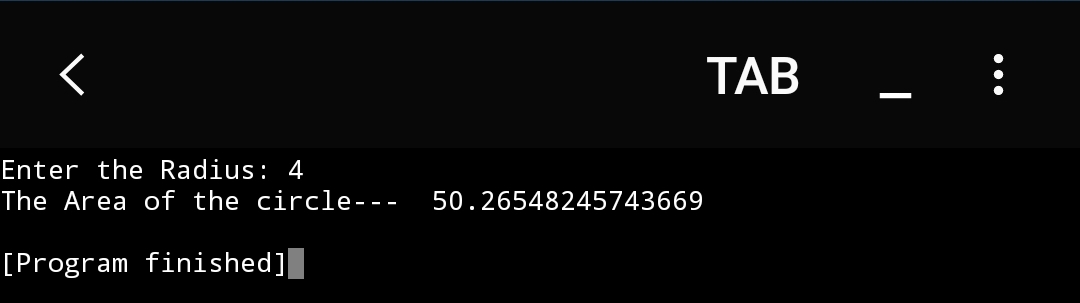 TAB _
Enter the Radius: 4
The Area of the circle---  50.26548245743669
[Program finished]